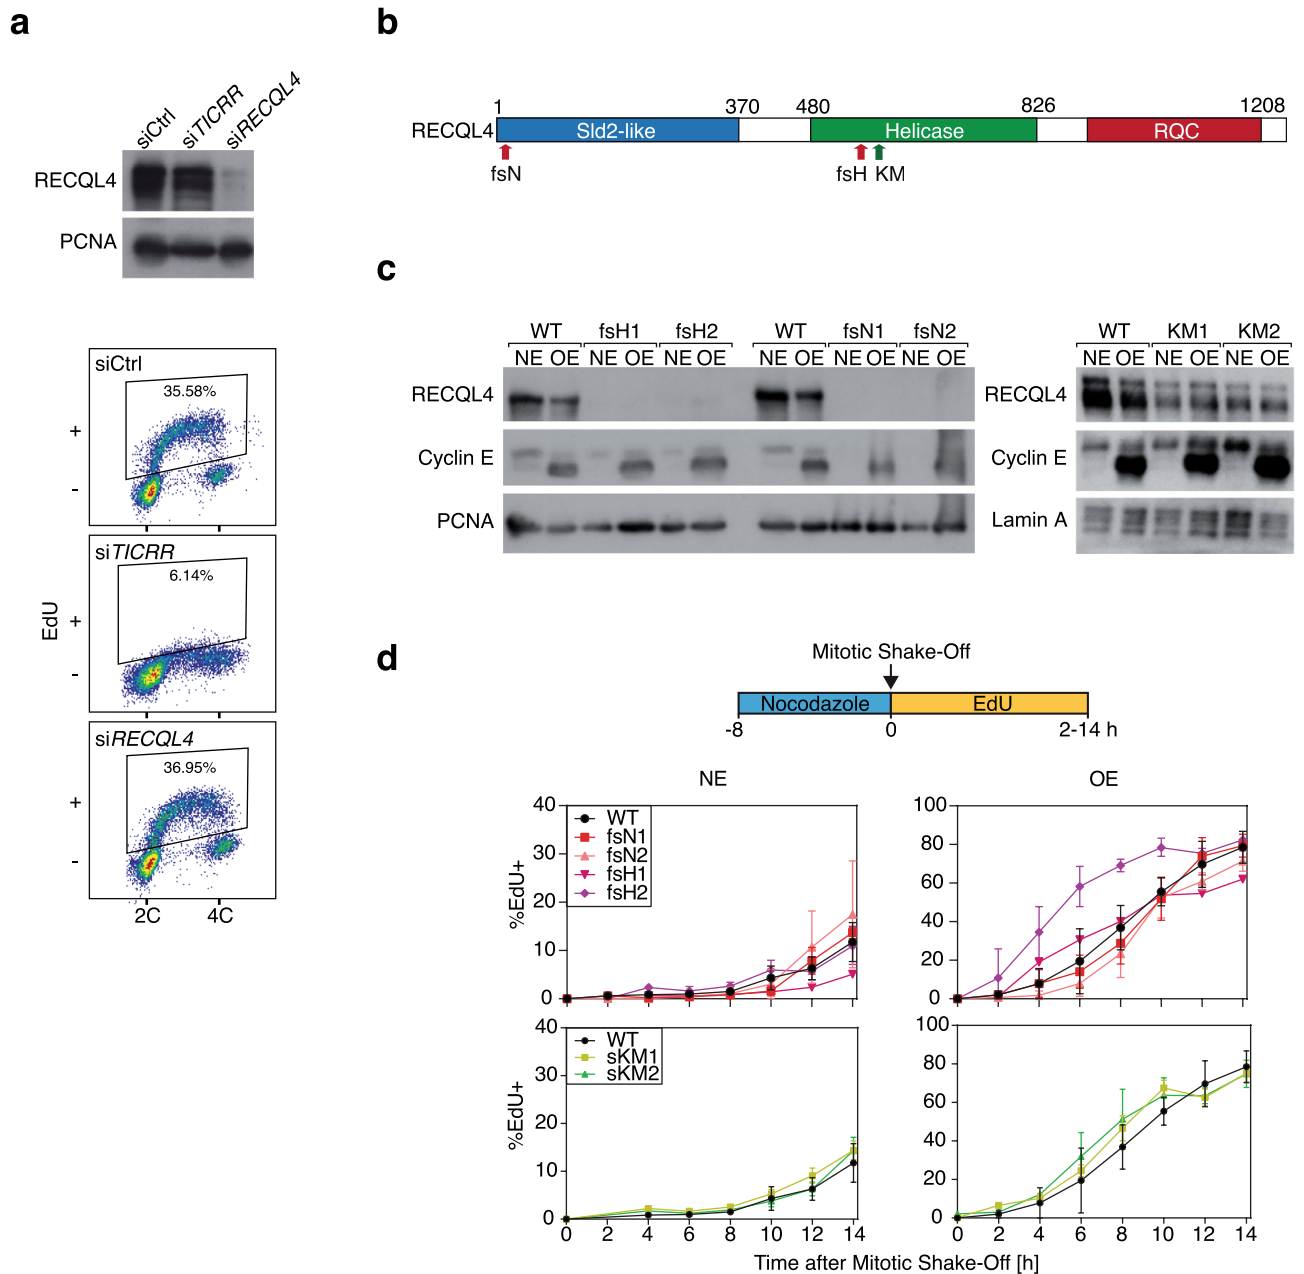 a
siCtrl siTICRR siRECQL4
RECQL4
PCNA
siCtrl
35.58%
+
-
siTICRR
6.14%
EdU
+
-
siRECQL4
36.95%
+
-
2C 4C
b
1 370 480 826 1208
RECQL4 Sld2-like Helicase RQC
fsN fsH KM
c
WT fsH1 fsH2 WT fsN1 fsN2
NE OE NE OE NE OE NE OE NE OE NE OE
RECQL4
Cyclin E
PCNA
WT KM1 KM2
NE OE NE OE NE OE
RECQL4
Cyclin E
Lamin A
d
Mitotic Shake-Off
Nocodazole EdU
-8 0 2-14 h
NE
%EdU+
40
30
20
10
0
WT
fsN1
fsN2
fsH1
fsH2
OE
100
80
60
40
20
0
%EdU+
40
30
20
10
0
WT
sKM1
sKM2
0 2 4 6 8 10 12 14
100
80
60
40
20
0
0 2 4 6 8 10 12 14
Time after Mitotic Shake-Off [h]